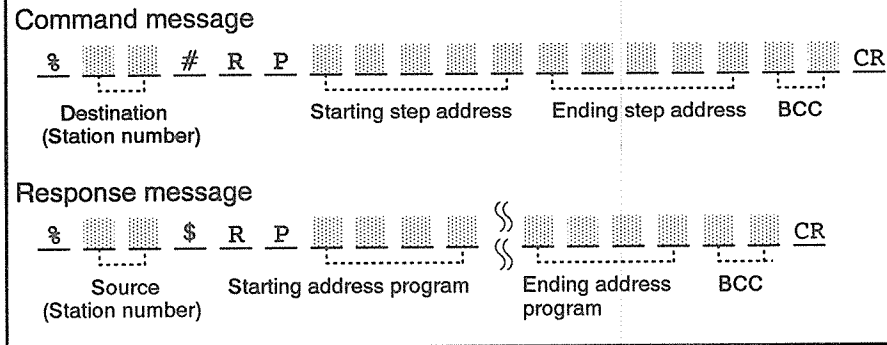 Command message
% # R P CR
Destination Starting step address Ending step address BCC
(Station number)
Response message
% $ R P CR
Source Starting address program Ending address BCC
(Station number) program